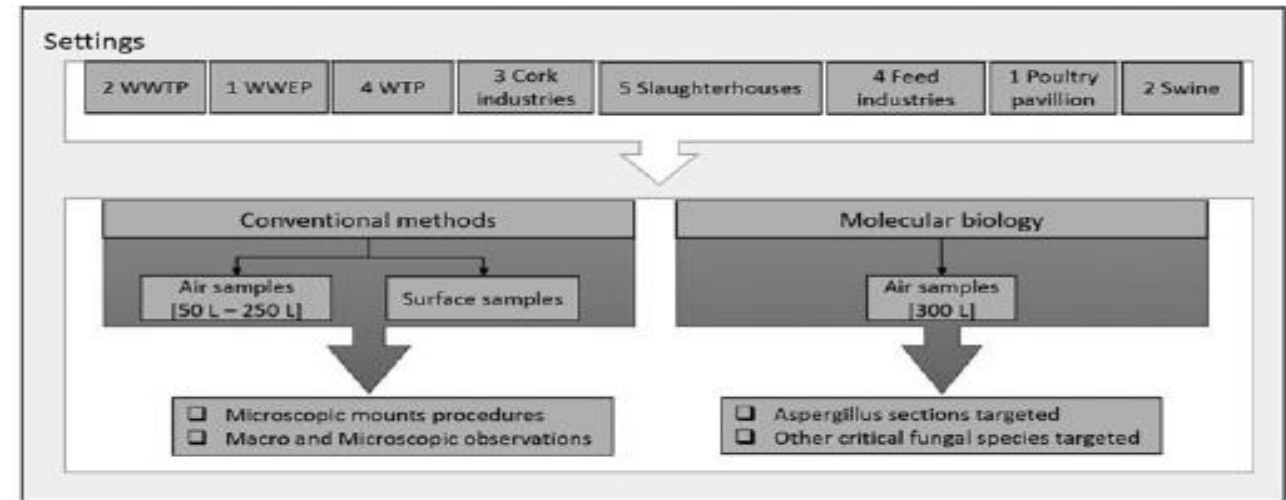 Settings
2 WWTP
1 WWEP
4 WTP
3 Cork
industries
5 Slaughterhouses
4 Feed
industries
1 Poultry
pavillion
2 Swine
Conventional methods
Air samples
[50 L – 250 L]
Surface samples
Microscopic mounts procedures
Macro and Microscopic observations
Molecular biology
Air samples
[300 L]
Aspergillus sections targeted
Other critical fungal species targeted